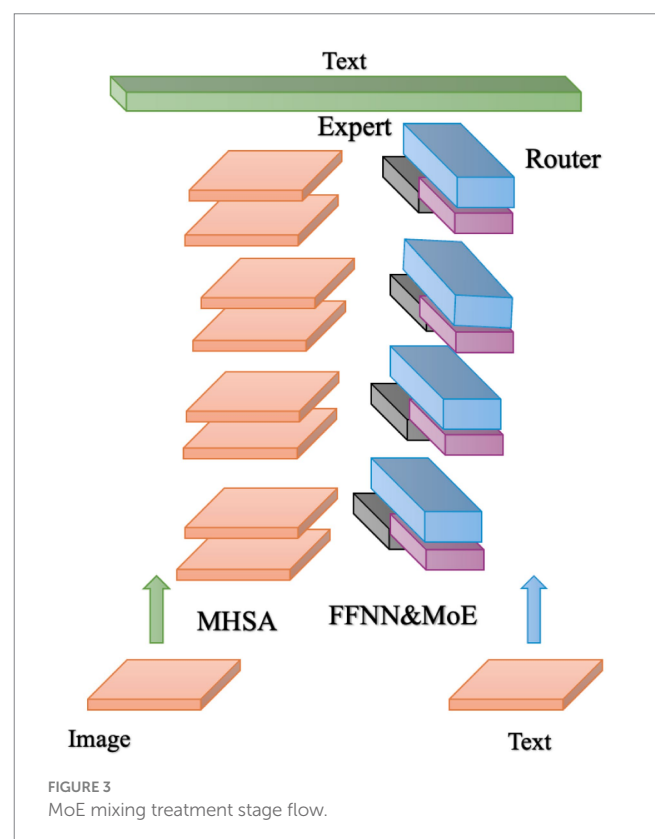 Text
Expert
Router
MHSA
FFNN&MoE
Image
Text
FIGURE 3
MoE mixing treatment stage flow.